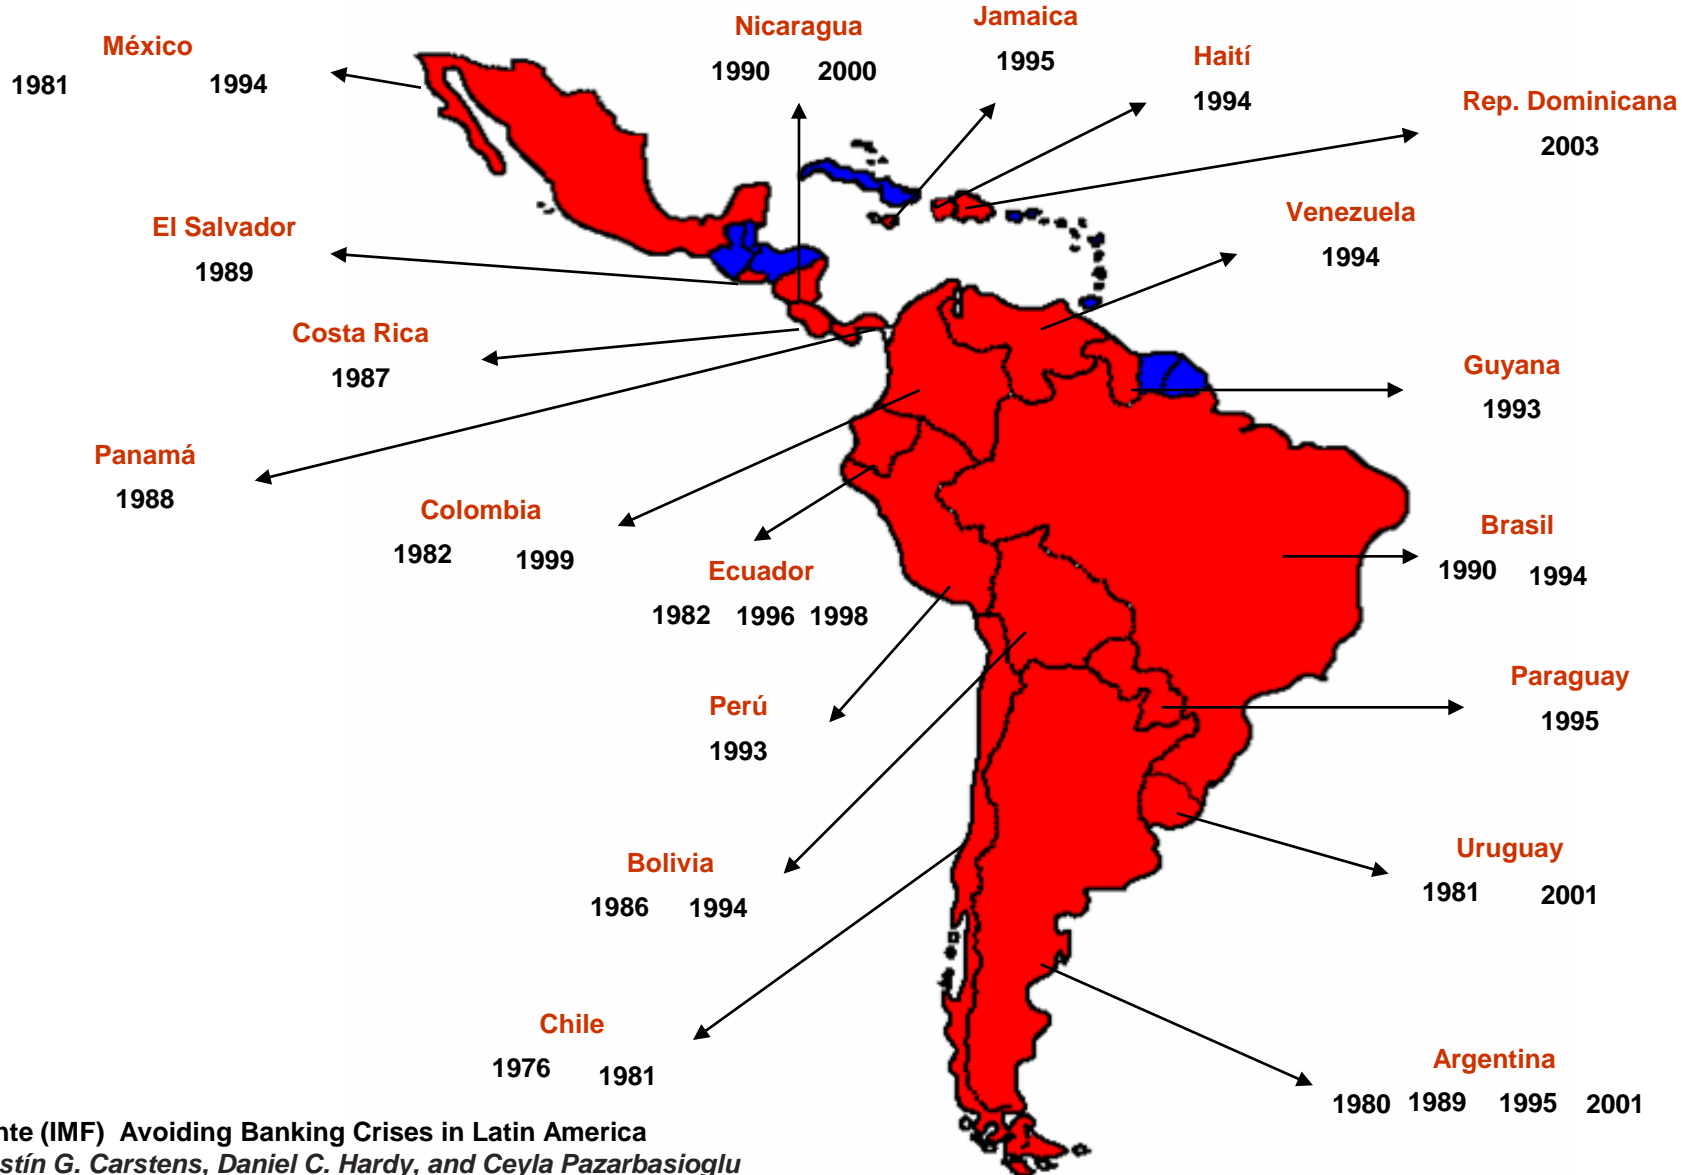 México
1981 1994
Nicaragua
1990 2000
Jamaica
1995
Haití
1994
Rep. Dominicana
2003
El Salvador
1989
Venezuela
1994
Costa Rica
1987
Guyana
1993
Panamá
1988
Colombia
1982 1999
Ecuador
1982 1996 1998
Brasil
1990 1994
Perú
1993
Paraguay
1995
Bolivia
1986 1994
Uruguay
1981 2001
Chile
1976 1981
Argentina
1980 1989 1995 2001
nte (IMF) Avoiding Banking Crises in Latin America
stín G. Carstens, Daniel C. Hardy, and Ceyla Pazarbasioglu